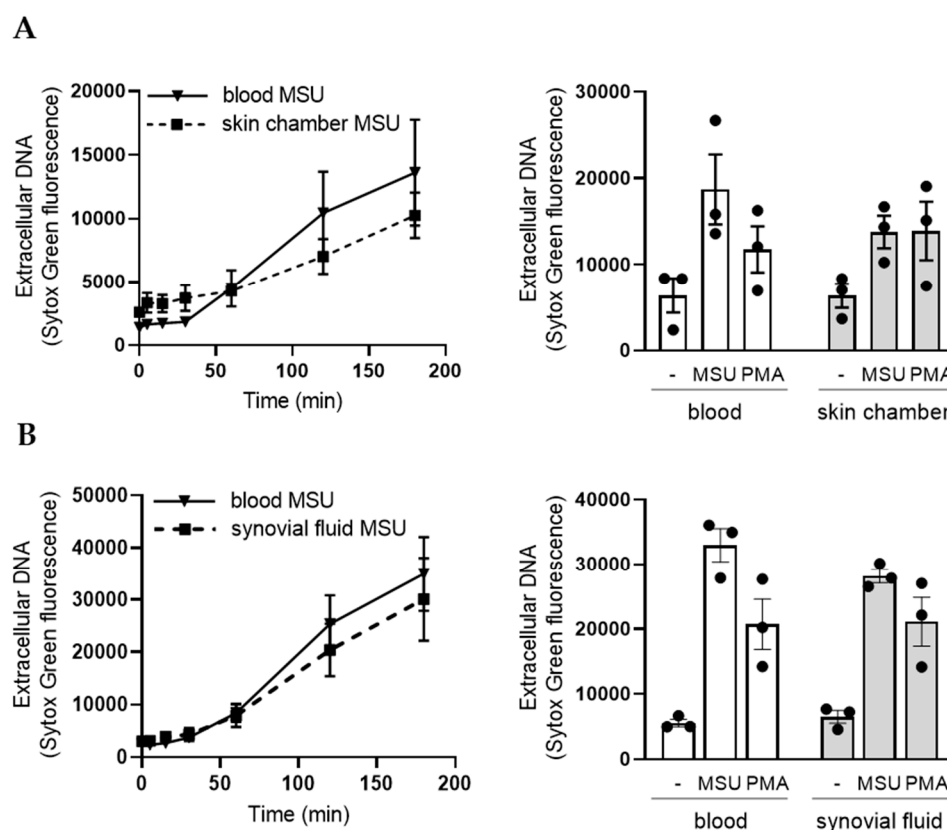 A
Extracellular DNA
(Sytox Green fluorescence)
20000
15000
10000
5000
0
blood MSU
skin chamber MSU
0 50 100 150 200
Time (min)
Extracellular DNA
(Sytox Green fluorescence)
30000
20000
10000
0
- MSU PMA - MSU PMA
blood skin chamber
B
Extracellular DNA
(Sytox Green fluorescence)
50000
40000
30000
20000
10000
0
blood MSU
synovial fluid MSU
0 50 100 150 200
Time (min)
Extracellular DNA
(Sytox Green fluorescence)
40000
30000
20000
10000
0
- MSU PMA - MSU PMA
blood synovial fluid